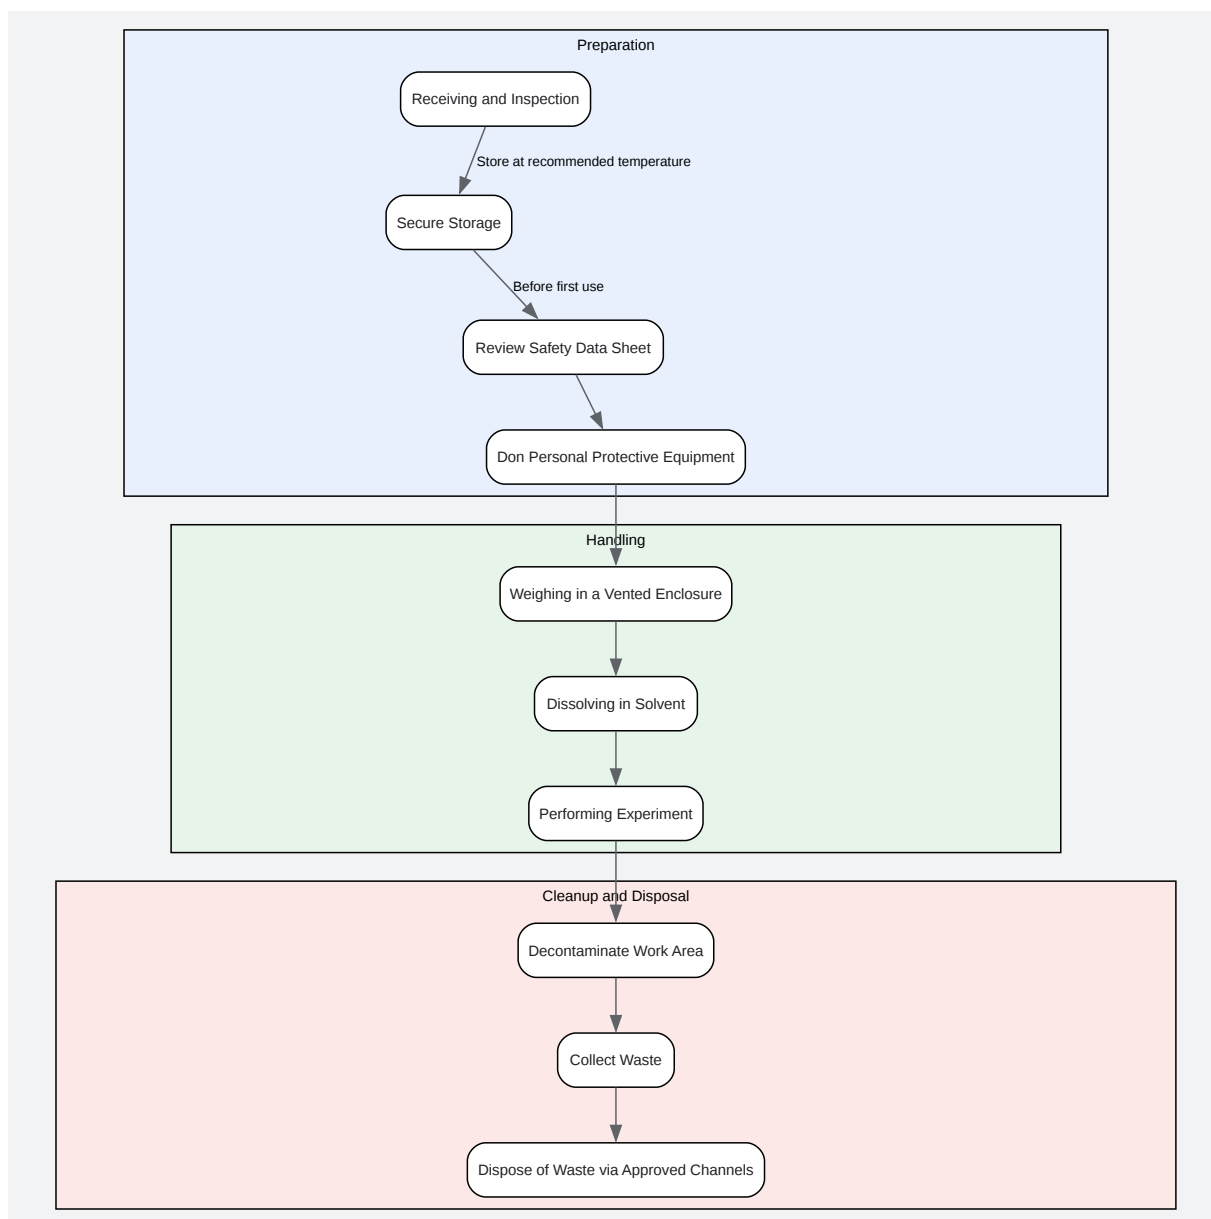 Preparation
Receiving and Inspection
Store at recommended temperature
Secure Storage
Before first use
Review Safety Data Sheet
Don Personal Protective Equipment
Handling
Weighing in a Vented Enclosure
Dissolving in Solvent
Performing Experiment
Cleanup and Disposal
Decontaminate Work Area
Collect Waste
Dispose of Waste via Approved Channels